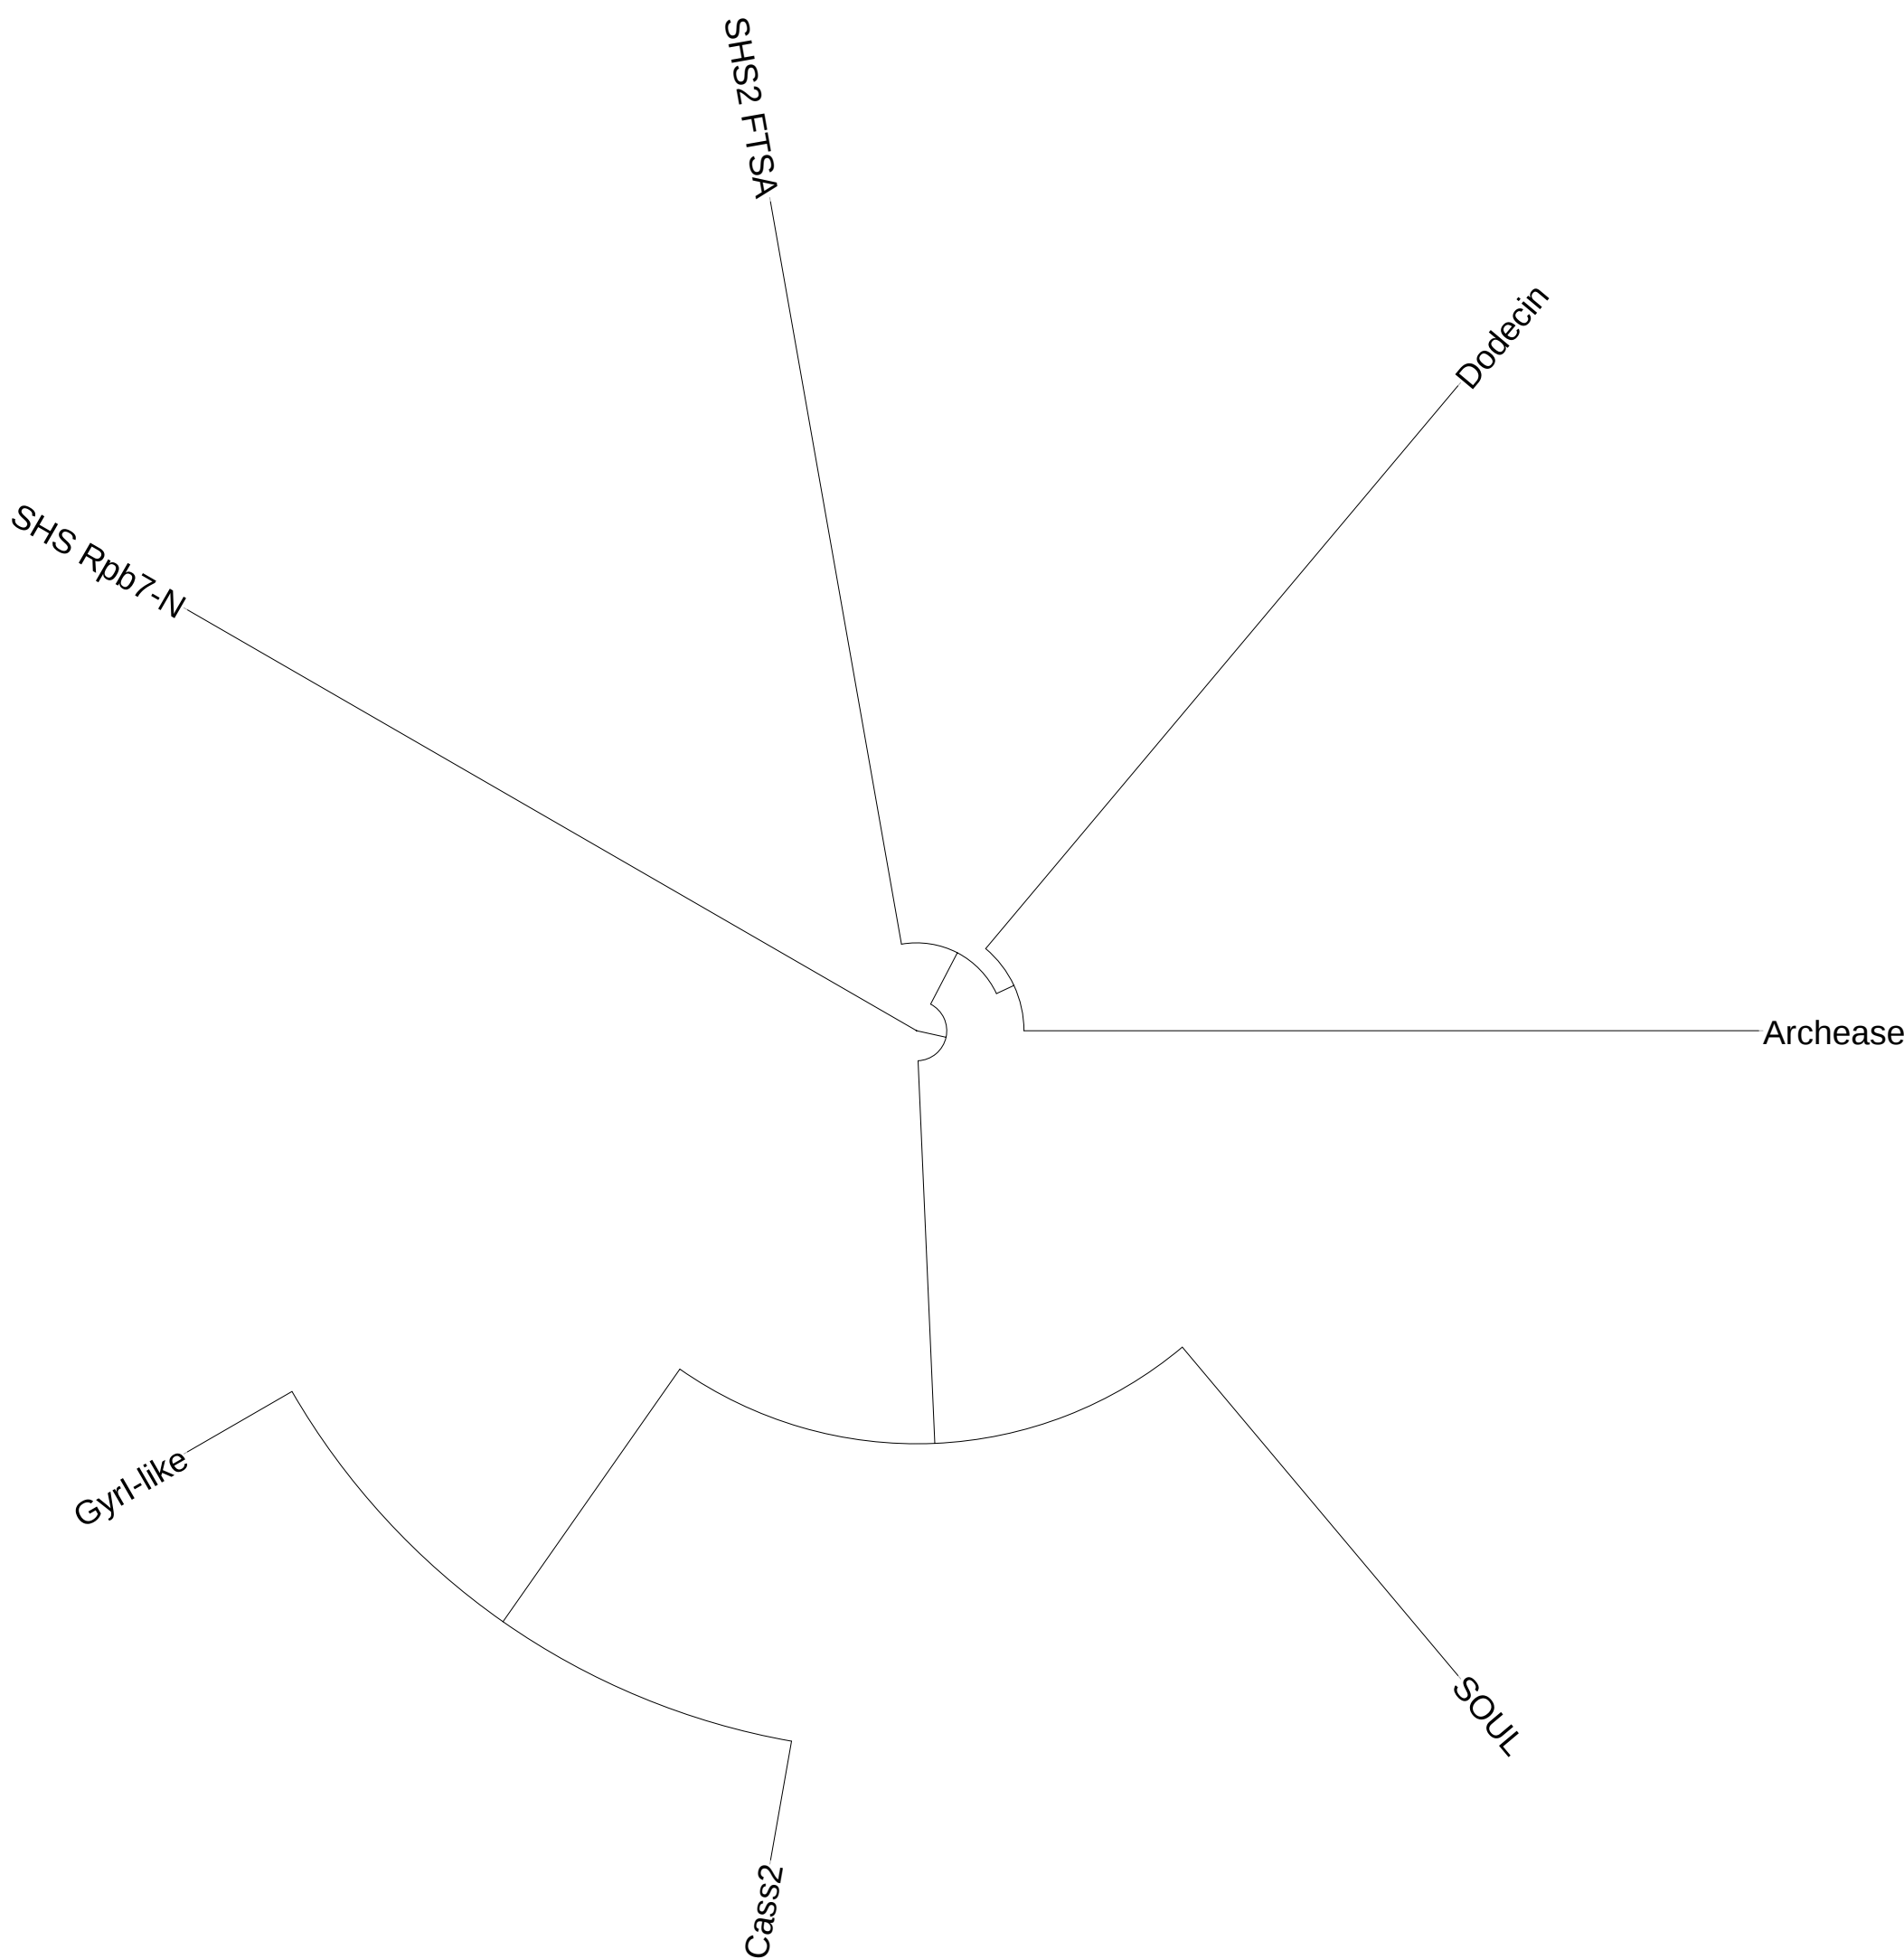 SHS2 FTSA
Dodecin
SHS Rpb7-N
Archease
GyrI-like
SOUL
Cass2